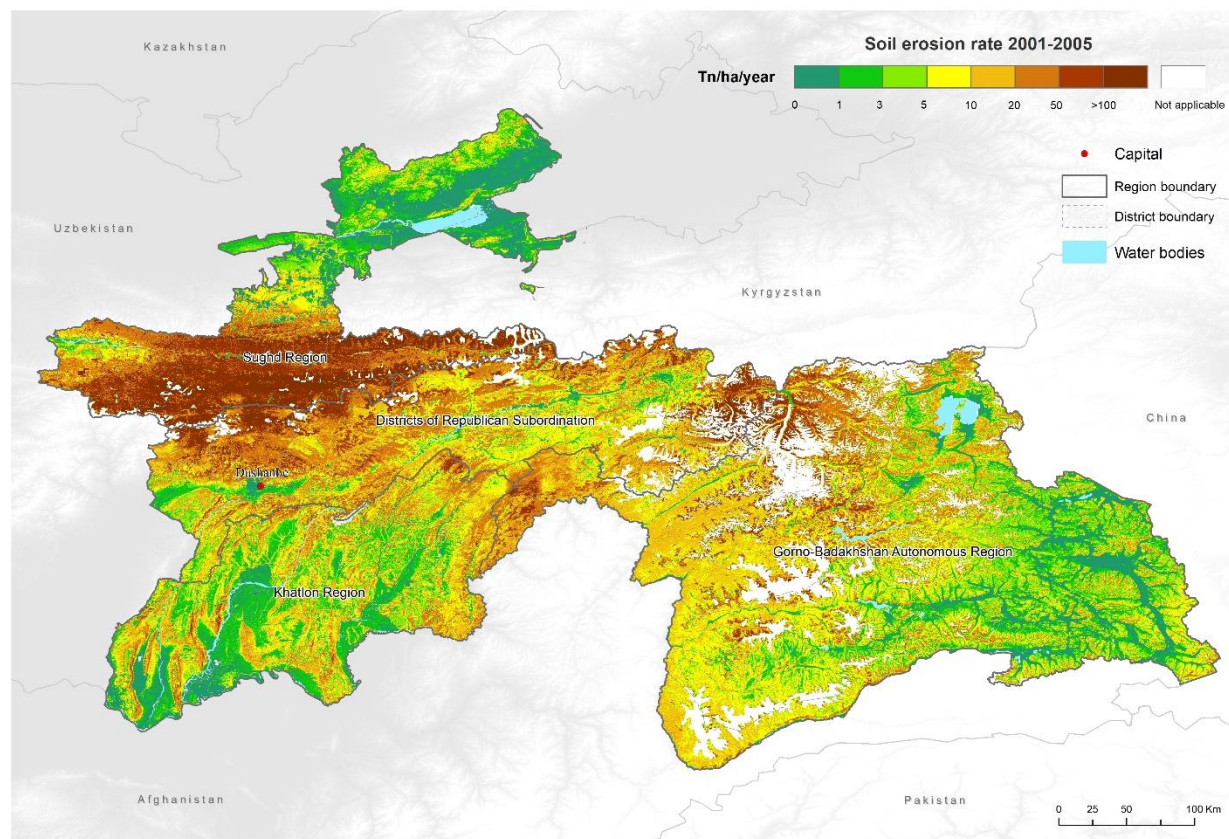 Kazakhstan
Soil erosion rate 2001-2005
Tn/ha/year
0 1 3 5 10 20 50 >100 Not applicable
Capital
Region boundary
District boundary
Water bodies
Uzbekistan
Kyrgyzstan
Sughd Region
Districts of Republican Subordination
China
Dushanbe
Gorno-Badakhshan Autonomous Region
Khatlon Region
Afghanistan
Pakistan
0 25 50 100 Km